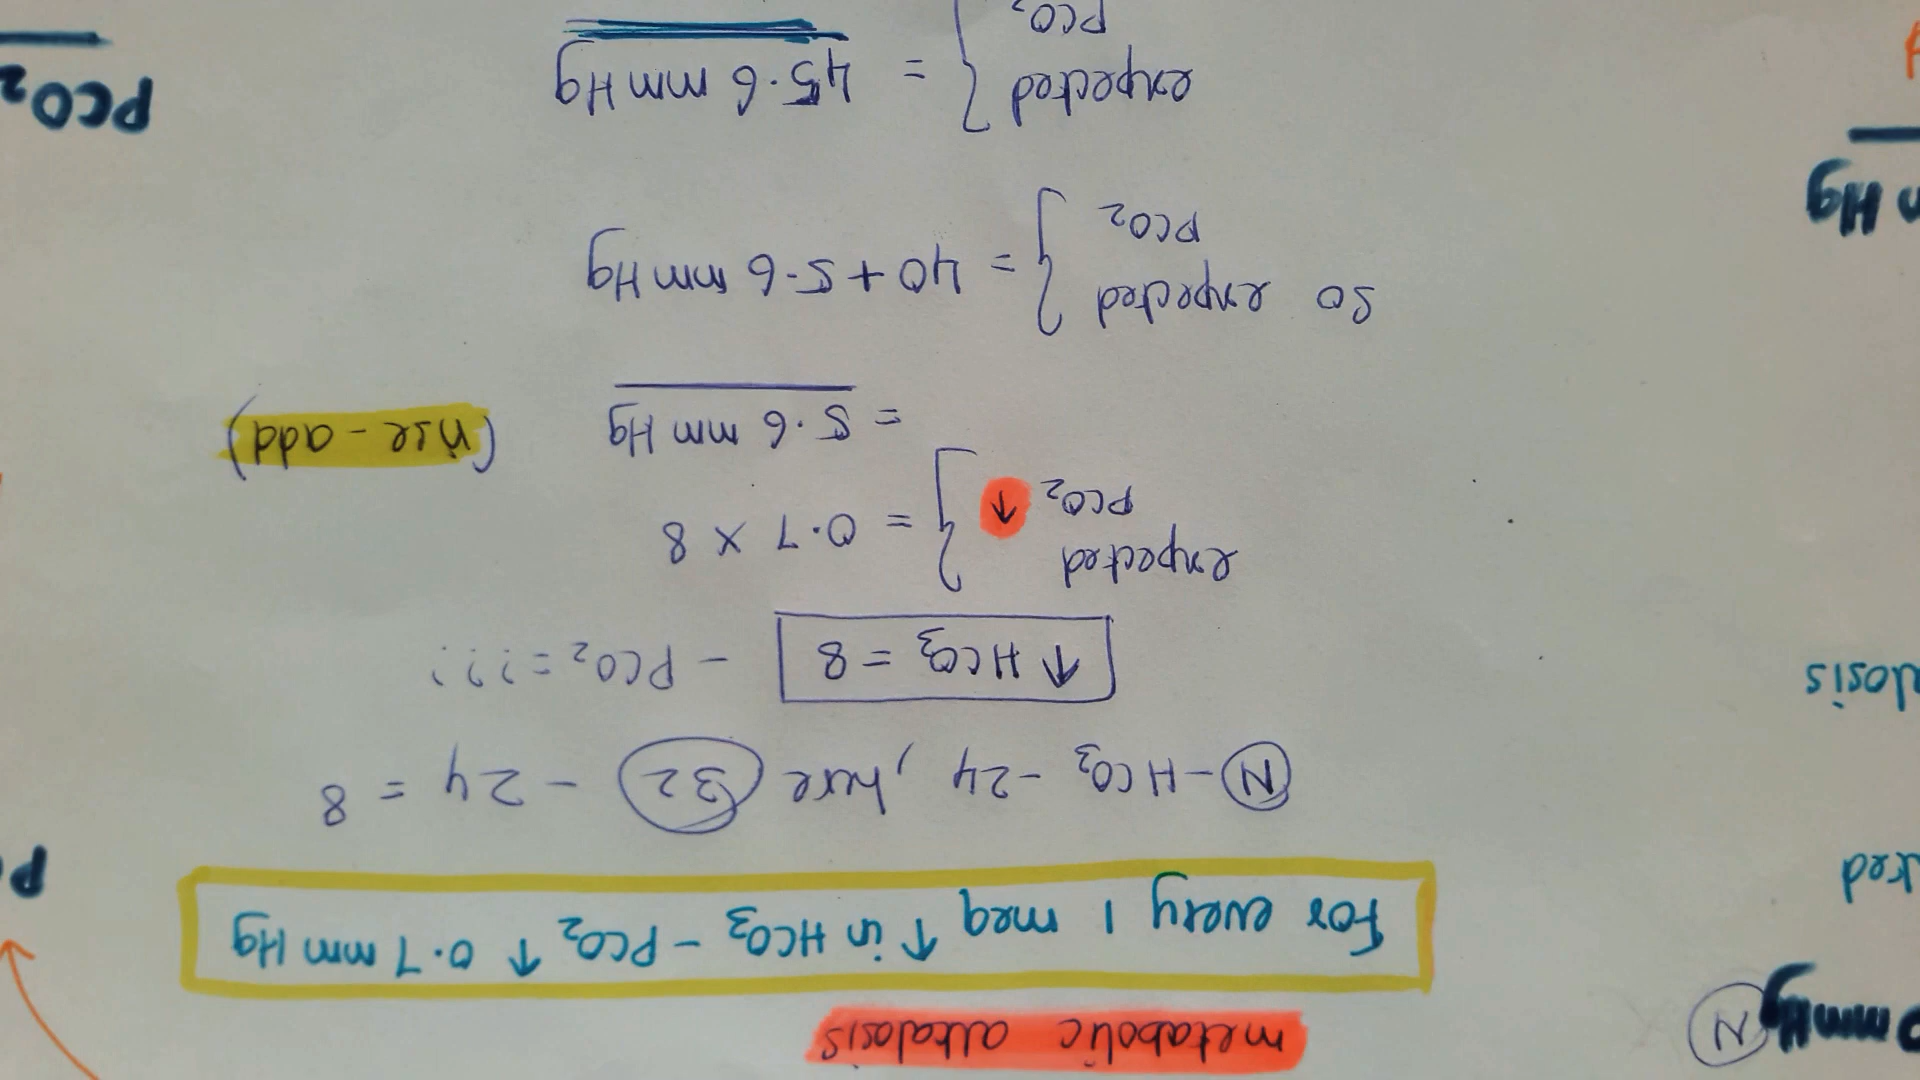 metabolic alkalosis
For every 1 meq ↑ in HCO3 - PCO2 ↑ 0.7 mm Hg
N - HCO3 - 24, here 32 - 24 = 8
↑ HCO3 = 8 - PCO2 = ???
expected PCO2 ↑ } = 0.7 × 8
= 5.6 mm Hg (rise - add)
so expected PCO2 } = 40 + 5.6 mm Hg
expected PCO2 } = 45.6 mm Hg
mmHg N
Hg
PCO2